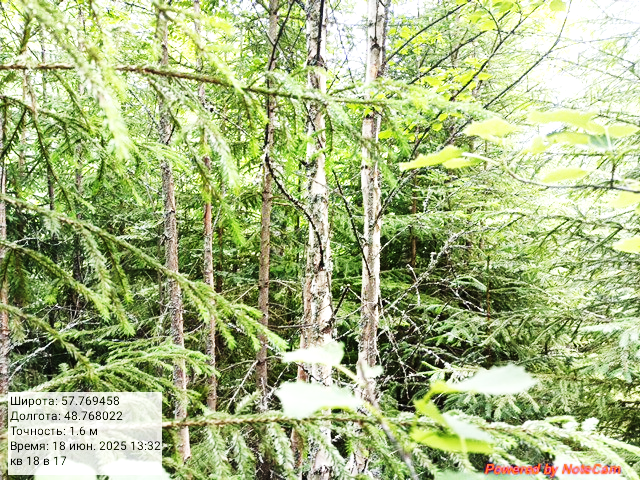 Широта: 57.769458
Долгота: 48.768022
Точность: 1.6 м
Время: 18 июн. 2025 13:32
кв 18 в 17
Powered by NoteCam